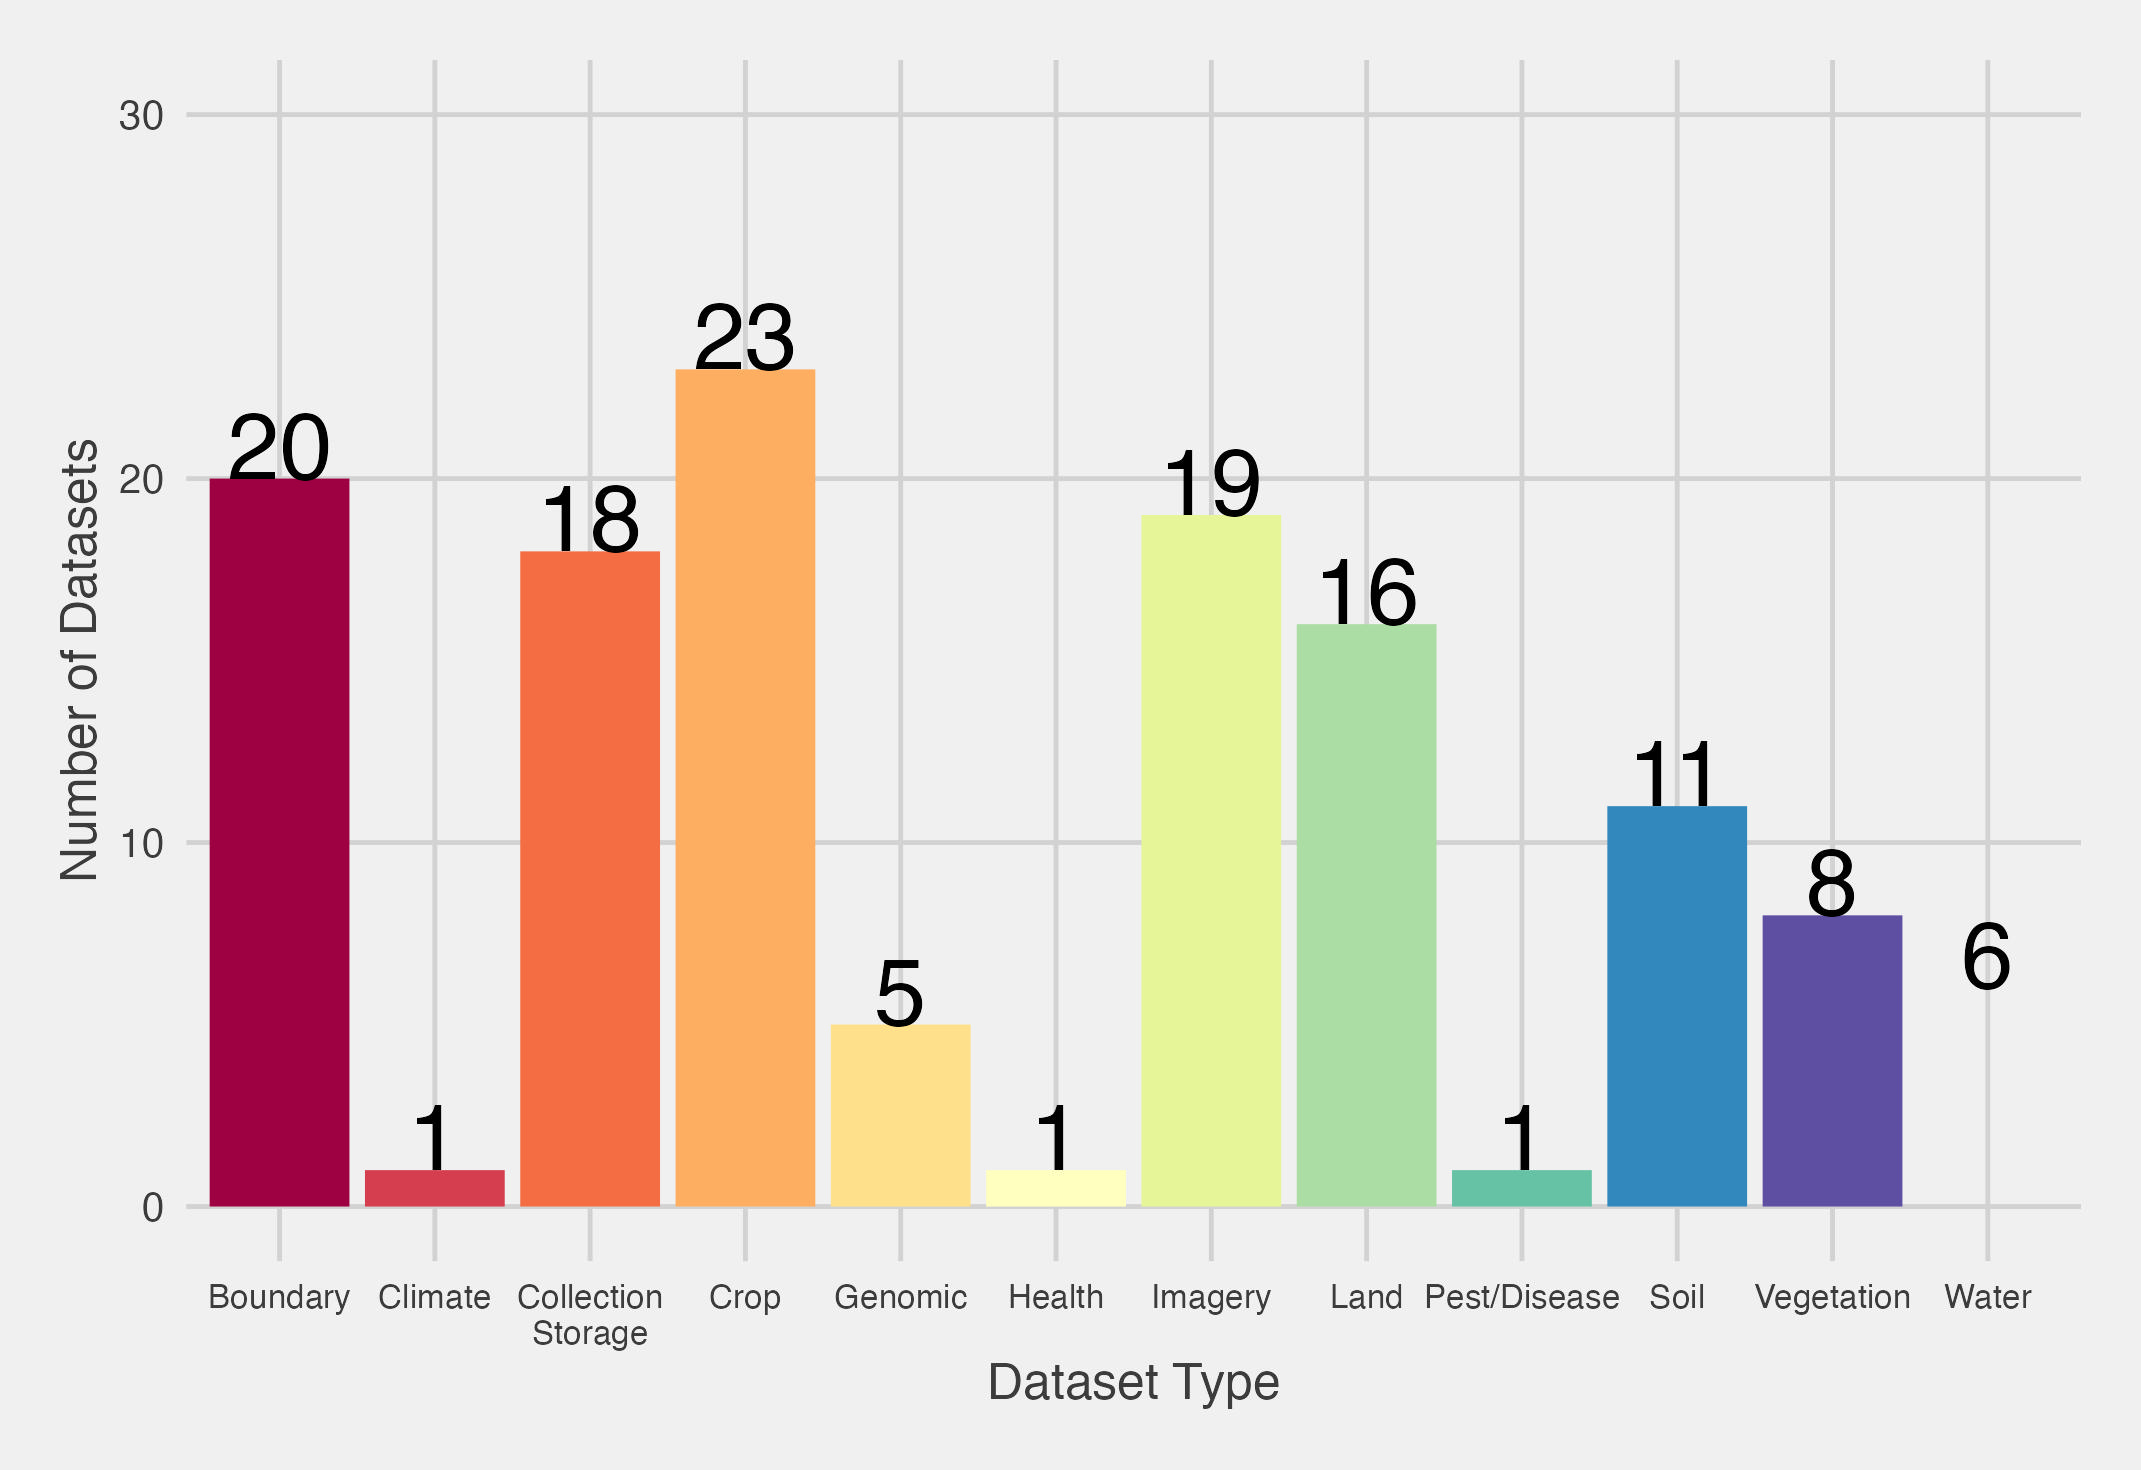 30
20
10
0
Number of Datasets
20
1
18
23
5
1
19
16
1
11
8
6
Boundary
Climate
Collection
Storage
Crop
Genomic
Health
Imagery
Land
Pest/Disease
Soil
Vegetation
Water
Dataset Type